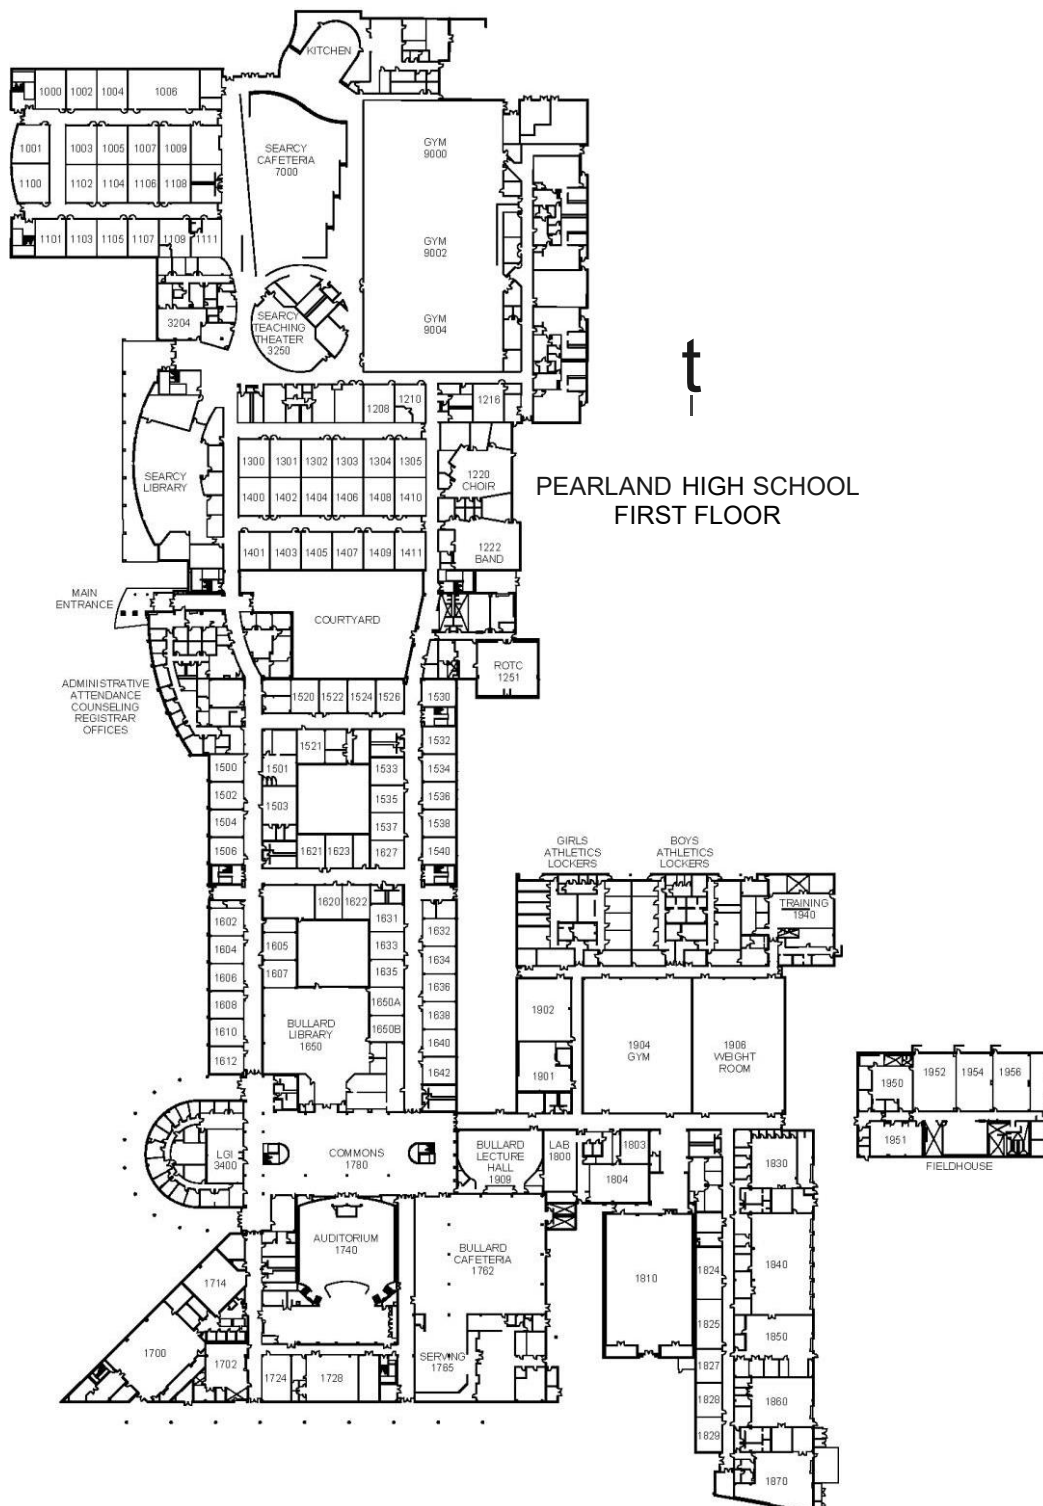 KITCHEN
1000 1002 1004 1006
1001 1003 1005 1007 1009
1100 1102 1104 1106 1108
1101 1103 1105 1107 1109 1111
SEARCY
CAFETERIA
7000
GYM
9000
GYM
9002
GYM
9004
3204
SEARCY
TEACHING
THEATER
3250
t
1208 1210 1216
1300 1301 1302 1303 1304 1305
1400 1402 1404 1406 1408 1410
1401 1403 1405 1407 1409 1411
SEARCY
LIBRARY
1220
CHOIR
1222
BAND
PEARLAND HIGH SCHOOL
FIRST FLOOR
MAIN
ENTRANCE
COURTYARD
ROTC
1251
ADMINISTRATIVE
ATTENDANCE
COUNSELING
REGISTRAR
OFFICES
1520 1522 1524 1526 1530
1521 1532
1500 1501 1533 1534
1502 1503 1535 1536
1504 1537 1538
1506 1621 1623 1627 1540
1620 1622 1631
1602 1632
1604 1605 1633 1634
1606 1607 1635 1636
1608 1650A 1638
1610 1650B 1640
1612 1642
BULLARD
LIBRARY
1650
GIRLS
ATHLETICS
LOCKERS
BOYS
ATHLETICS
LOCKERS
TRAINING
1940
1902
1901
1904
GYM
1906
WEIGHT
ROOM
1950 1952 1954 1956
1951
FIELDHOUSE
LGI
3400
COMMONS
1780
BULLARD
LECTURE
HALL
1909
LAB
1800
1803
1804
1830
AUDITORIUM
1740
BULLARD
CAFETERIA
1762
1810
1824
1840
1714
1825
1850
1700
1702
1724
1728
SERVING
1765
1827
1828
1860
1829
1870